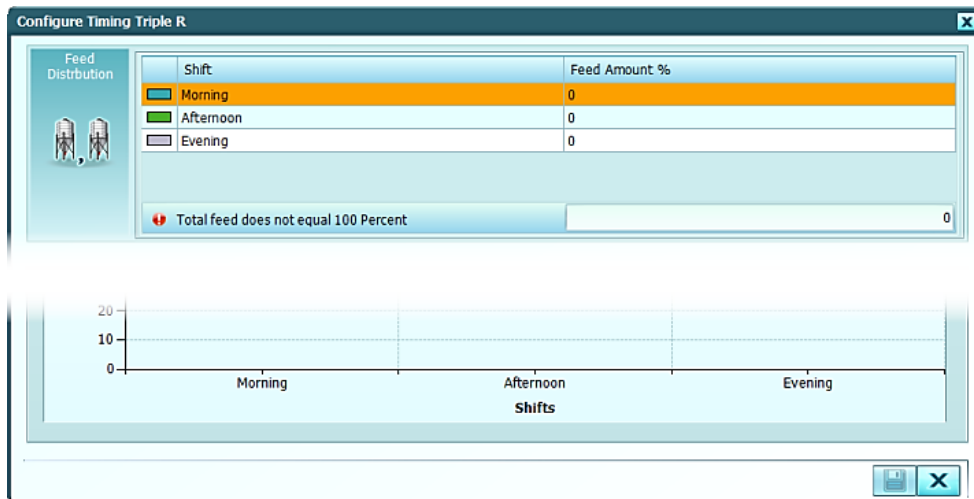 Configure Timing Triple R
Feed
Distrbution
Shift Feed Amount %
Morning 0
Afternoon 0
Evening 0
Total feed does not equal 100 Percent 0
20
10
0
Morning Afternoon Evening
Shifts